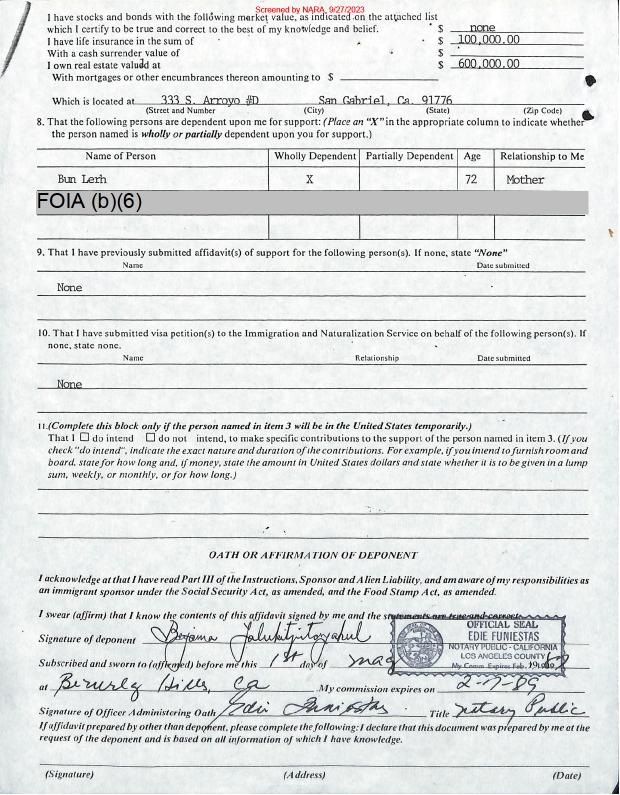 Screened by NARA, 9/27/2023
I have stocks and bonds with the following market value, as indicated on the attached list
which I certify to be true and correct to the best of my knowledge and belief. $ none
I have life insurance in the sum of $ 100,000.00
With a cash surrender value of $
I own real estate valued at $ 600,000.00
With mortgages or other encumbrances thereon amounting to $
Which is located at 333 S. Arroyo #D San Gabriel, Ca. 91776
(Street and Number) (City) (State) (Zip Code)
8. That the following persons are dependent upon me for support: (Place an "X" in the appropriate column to indicate whether
the person named is wholly or partially dependent upon you for support.)
Name of Person Wholly Dependent Partially Dependent Age Relationship to Me
Bun Lerh X 72 Mother
FOIA (b)(6)
9. That I have previously submitted affidavit(s) of support for the following person(s). If none, state "None"
Name Date submitted
None
10. That I have submitted visa petition(s) to the Immigration and Naturalization Service on behalf of the following person(s). If
none, state none.
Name Relationship Date submitted
None
11.(Complete this block only if the person named in item 3 will be in the United States temporarily.)
That I ☐ do intend ☐ do not intend, to make specific contributions to the support of the person named in item 3. (If you
check "do intend", indicate the exact nature and duration of the contributions. For example, if you intend to furnish room and
board, state for how long and, if money, state the amount in United States dollars and state whether it is to be given in a lump
sum, weekly, or monthly, or for how long.)
OATH OR AFFIRMATION OF DEPONENT
I acknowledge at that I have read Part III of the Instructions, Sponsor and Alien Liability, and am aware of my responsibilities as
an immigrant sponsor under the Social Security Act, as amended, and the Food Stamp Act, as amended.
I swear (affirm) that I know the contents of this affidavit signed by me and the statements are true and correct.
OFFICIAL SEAL
EDIE FUNIESTAS
NOTARY PUBLIC - CALIFORNIA
LOS ANGELES COUNTY
My Comm. Expires Feb.
Signature of deponent
Subscribed and sworn to (affirmed) before me this 1st day of may
at Beverly Hills, Ca My commission expires on 2-7-89
Signature of Officer Administering Oath Edie Funiestas Title Notary Public
If affidavit prepared by other than deponent, please complete the following: I declare that this document was prepared by me at the
request of the deponent and is based on all information of which I have knowledge.
(Signature) (Address) (Date)